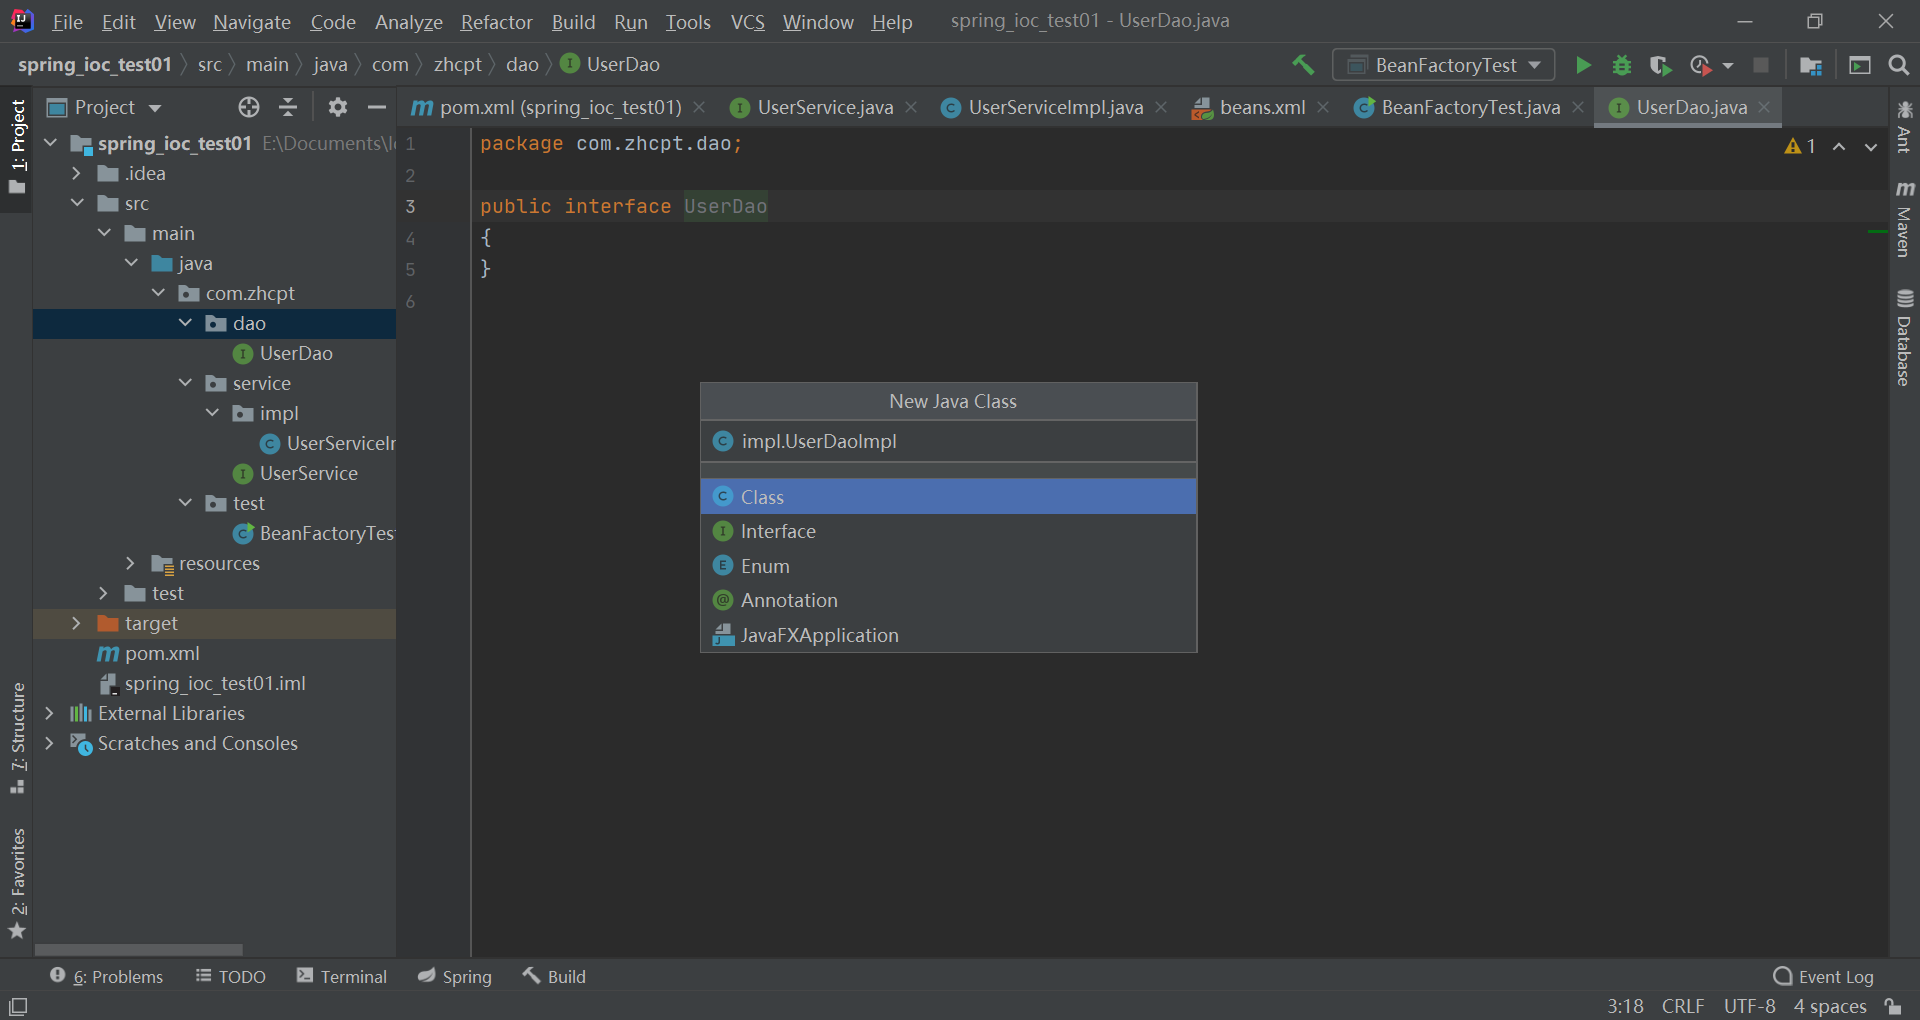 File Edit View Navigate Code Analyze Refactor Build Run Tools VCS Window Help spring_ioc_test01 - UserDao.java
spring_ioc_test01 src main java com zhcpt dao UserDao BeanFactoryTest
Project
pom.xml (spring_ioc_test01) UserService.java UserServiceImpl.java beans.xml BeanFactoryTest.java UserDao.java
1: Project
7: Structure
2: Favorites
spring_ioc_test01 E:\Documents\I
.idea
src
main
java
com.zhcpt
dao
UserDao
service
impl
UserServiceIr
UserService
test
BeanFactoryTes
resources
test
target
pom.xml
spring_ioc_test01.iml
External Libraries
Scratches and Consoles
1 package com.zhcpt.dao;
2
3 public interface UserDao
4 {
5 }
6
1
New Java Class
impl.UserDaoImpl
Class
Interface
Enum
Annotation
JavaFXApplication
Ant
Maven
Database
6: Problems TODO Terminal Spring Build Event Log
3:18 CRLF UTF-8 4 spaces